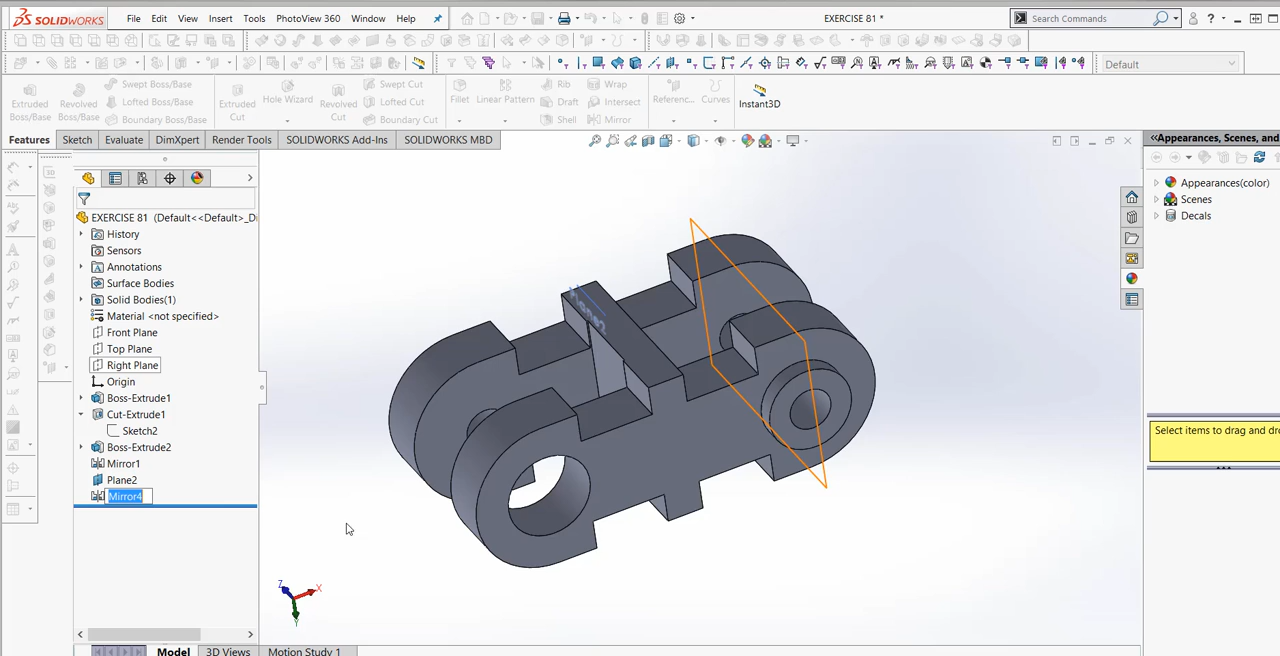 SOLIDWORKS File Edit View Insert Tools PhotoView 360 Window Help EXERCISE 81 * Search Commands ?
Default
Extruded Boss/Base Revolved Boss/Base Swept Boss/Base Lofted Boss/Base Boundary Boss/Base Extruded Cut Hole Wizard Revolved Cut Swept Cut Lofted Cut Boundary Cut Fillet Linear Pattern Rib Draft Shell Wrap Intersect Mirror Referenc... Curves Instant3D
Features Sketch Evaluate DimXpert Render Tools SOLIDWORKS Add-Ins SOLIDWORKS MBD
<<Appearances, Scenes, and
Appearances(color)
Scenes
Decals
EXERCISE 81 (Default<<Default>_Di
History
Sensors
Annotations
Surface Bodies
Solid Bodies(1)
Material <not specified>
Front Plane
Top Plane
Right Plane
Origin
Boss-Extrude1
Cut-Extrude1
Sketch2
Boss-Extrude2
Mirror1
Plane2
Mirror4
Plane2
Select items to drag and dro
Z X Y
Model 3D Views Motion Study 1